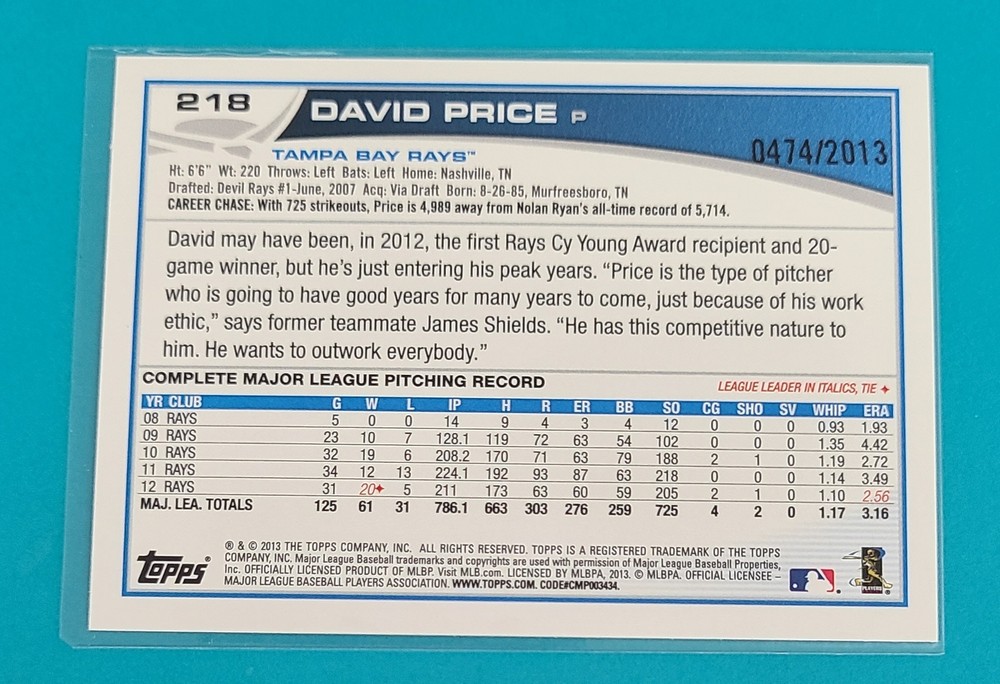 218
DAVID PRICE P
0474/2013
TAMPA BAY RAYS™
Ht: 6'6" Wt: 220 Throws: Left Bats: Left Home: Nashville, TN
Drafted: Devil Rays #1-June, 2007 Acq: Via Draft Born: 8-26-85, Murfreesboro, TN
CAREER CHASE: With 725 strikeouts, Price is 4,989 away from Nolan Ryan's all-time record of 5,714.
David may have been, in 2012, the first Rays Cy Young Award recipient and 20-
game winner, but he's just entering his peak years. “Price is the type of pitcher
who is going to have good years for many years to come, just because of his work
ethic,” says former teammate James Shields. “He has this competitive nature to
him. He wants to outwork everybody.”
COMPLETE MAJOR LEAGUE PITCHING RECORD
LEAGUE LEADER IN ITALICS, TIE ✦
YR CLUB G W L IP H R ER BB SO CG SHO SV WHIP ERA
08 RAYS 5 0 0 14 9 4 3 4 12 0 0 0 0.93 1.93
09 RAYS 23 10 7 128.1 119 72 63 54 102 0 0 0 1.35 4.42
10 RAYS 32 19 6 208.2 170 71 63 79 188 2 1 0 1.19 2.72
11 RAYS 34 12 13 224.1 192 93 87 63 218 0 0 0 1.14 3.49
12 RAYS 31 20✦ 5 211 173 63 60 59 205 2 1 0 1.10 2.56
MAJ. LEA. TOTALS 125 61 31 786.1 663 303 276 259 725 4 2 0 1.17 3.16
Topps®
® & © 2013 THE TOPPS COMPANY, INC. ALL RIGHTS RESERVED. TOPPS IS A REGISTERED TRADEMARK OF THE TOPPS
COMPANY, INC. Major League Baseball trademarks and copyrights are used with permission of Major League Baseball Properties,
Inc. OFFICIALLY LICENSED PRODUCT OF MLBP. Visit MLB.com. LICENSED BY MLBPA, 2013. © MLBPA. OFFICIAL LICENSEE –
MAJOR LEAGUE BASEBALL PLAYERS ASSOCIATION. WWW.TOPPS.COM. CODE#CMP003434.
PLAYERS